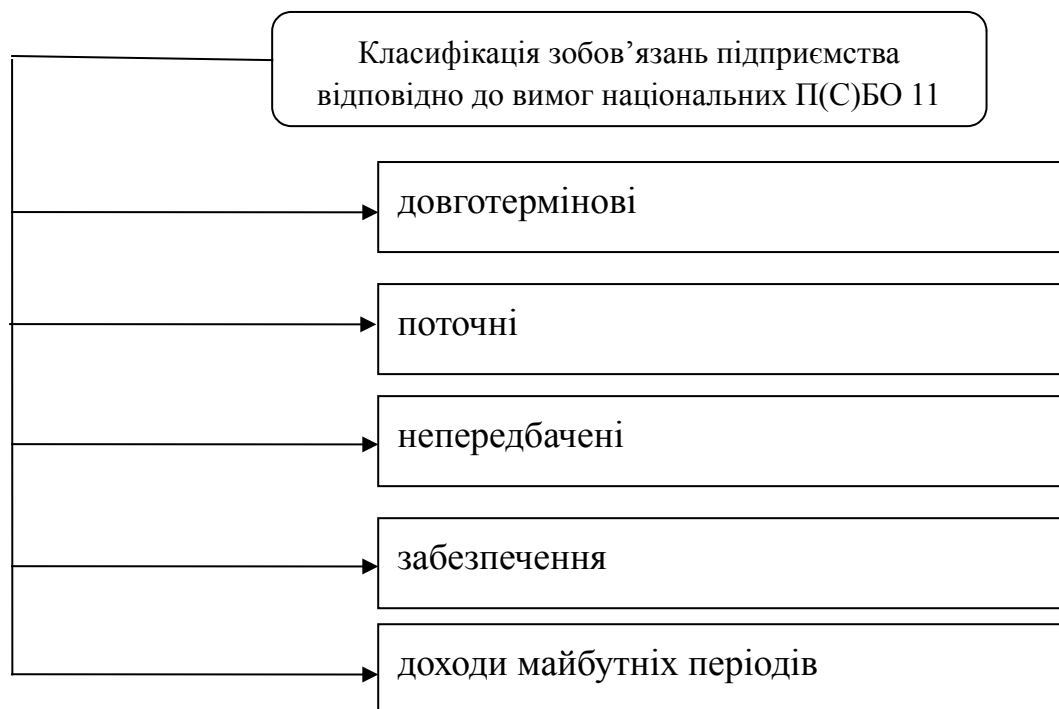 Класифікація зобов’язань підприємства
відповідно до вимог національних П(С)БО 11
довготермінові
поточні
непередбачені
забезпечення
доходи майбутніх періодів